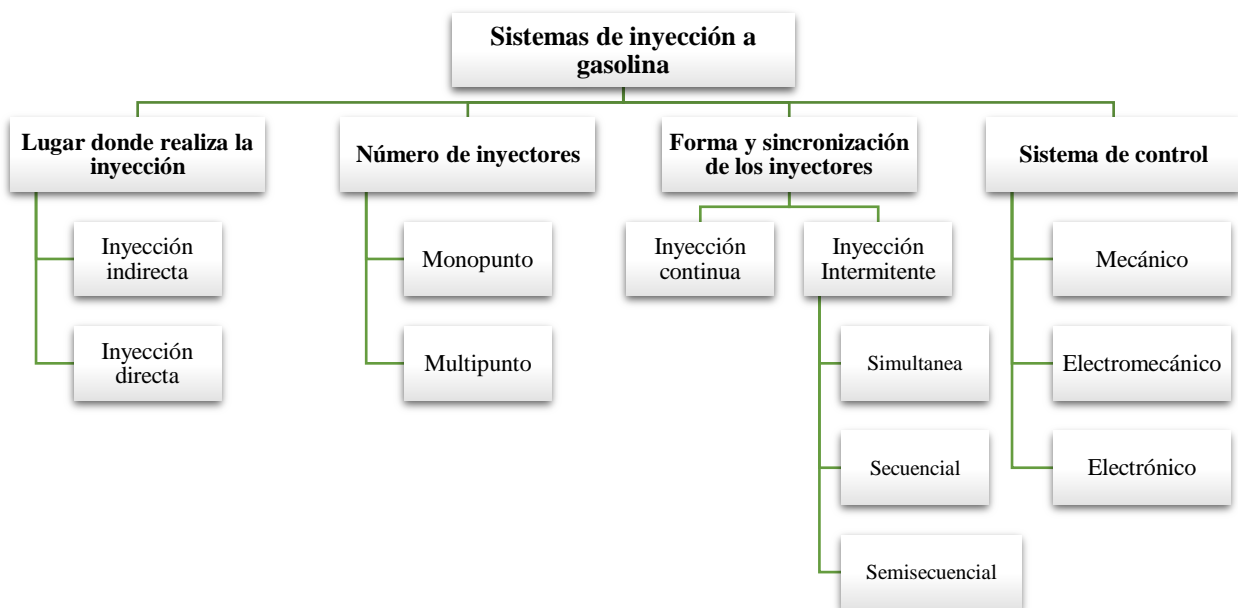 Sistemas de inyección a
gasolina
Lugar donde realiza la
inyección
Inyección
indirecta
Inyección
directa
Número de inyectores
Monopunto
Multipunto
Forma y sincronización
de los inyectores
Inyección
continua
Inyección
Intermitente
Simultanea
Secuencial
Semisecuencial
Sistema de control
Mecánico
Electromecánico
Electrónico